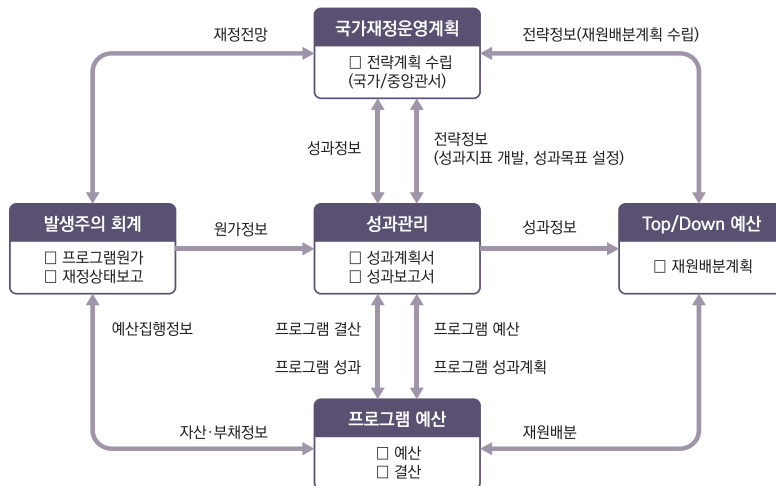 국가재정운영계획
□ 전략계획 수립
(국가/중앙관서)
재정전망
전략정보(재원배분계획 수립)
성과정보
전략정보
(성과지표 개발, 성과목표 설정)
발생주의 회계
□ 프로그램원가
□ 재정상태보고
원가정보
성과관리
□ 성과계획서
□ 성과보고서
성과정보
Top/Down 예산
□ 재원배분계획
예산집행정보
프로그램 결산
프로그램 성과
프로그램 예산
프로그램 성과계획
자산·부채정보
프로그램 예산
□ 예산
□ 결산
재원배분